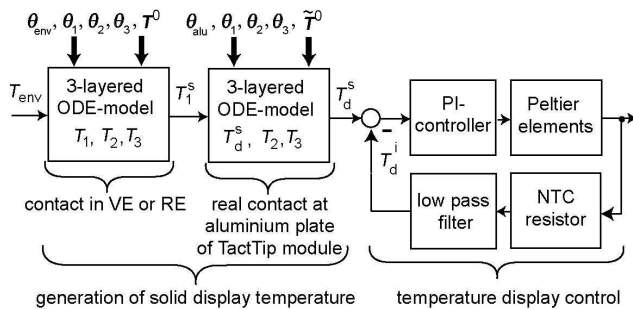 θenv, θ1, θ2, θ3, T⁰
θalu, θ1, θ2, θ3, T̃⁰
Tenv
3-layered
ODE-model
T1, T2, T3
T1ˢ
3-layered
ODE-model
Tdˢ, T2, T3
Tdˢ
−
PI-
controller
Peltier
elements
Tdⁱ
low pass
filter
NTC
resistor
contact in VE or RE
real contact at
aluminium plate
of TactTip module
generation of solid display temperature
temperature display control